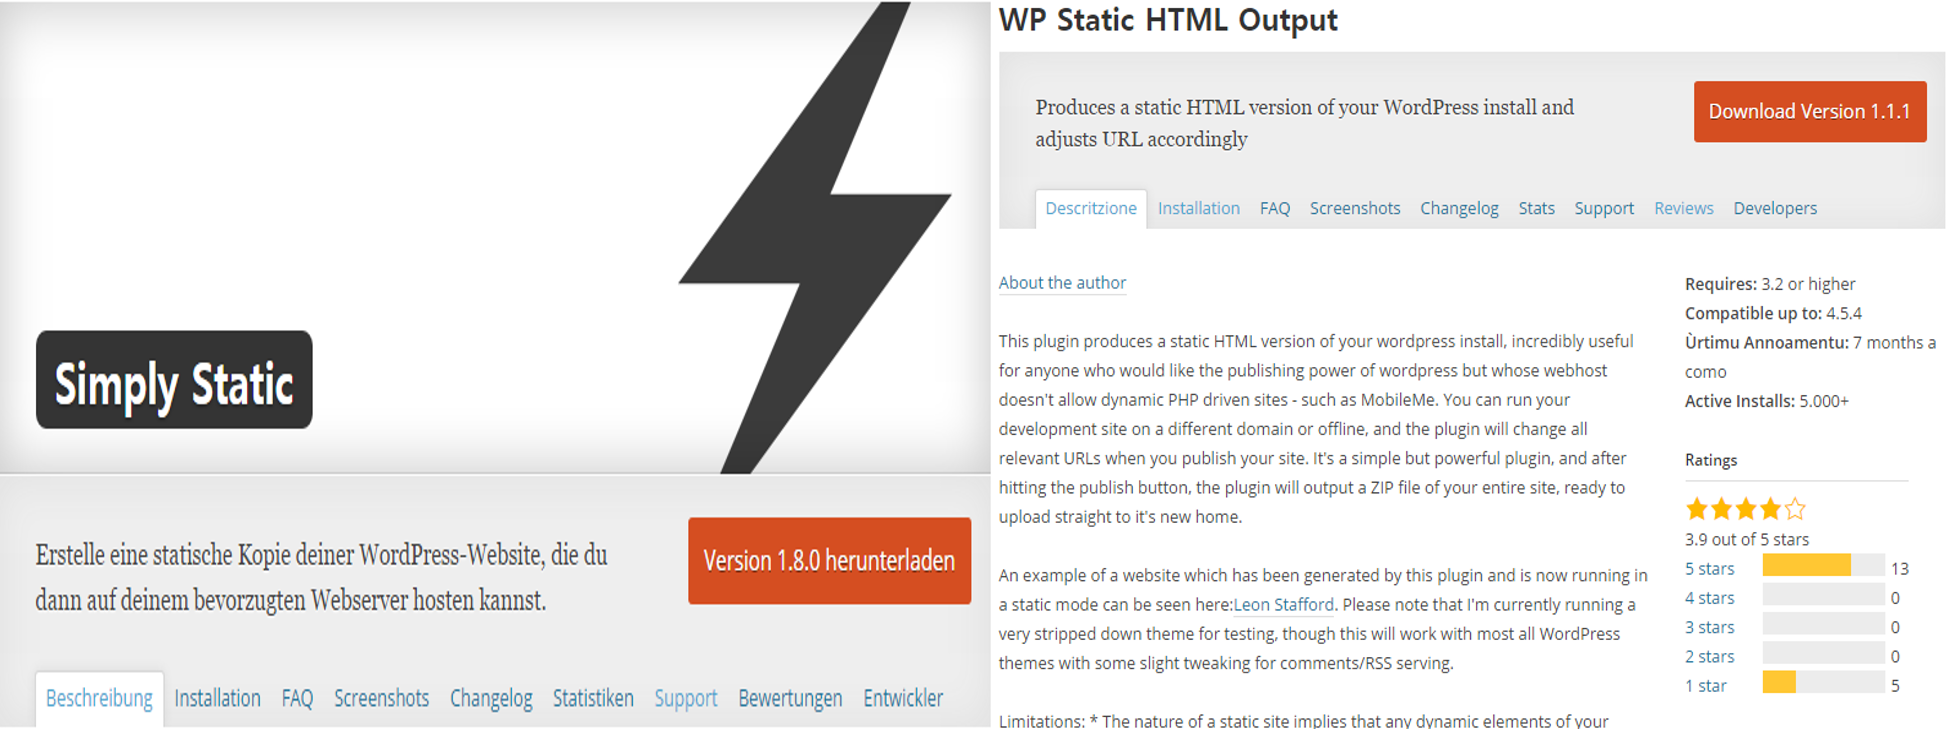 Simply Static
Erstelle eine statische Kopie deiner WordPress-Website, die du
dann auf deinem bevorzugten Webserver hosten kannst.
Version 1.8.0 herunterladen
Beschreibung Installation FAQ Screenshots Changelog Statistiken Support Bewertungen Entwickler
WP Static HTML Output
Produces a static HTML version of your WordPress install and
adjusts URL accordingly
Download Version 1.1.1
Descritzione Installation FAQ Screenshots Changelog Stats Support Reviews Developers
About the author
This plugin produces a static HTML version of your wordpress install, incredibly useful
for anyone who would like the publishing power of wordpress but whose webhost
doesn't allow dynamic PHP driven sites - such as MobileMe. You can run your
development site on a different domain or offline, and the plugin will change all
relevant URLs when you publish your site. It's a simple but powerful plugin, and after
hitting the publish button, the plugin will output a ZIP file of your entire site, ready to
upload straight to it's new home.
An example of a website which has been generated by this plugin and is now running in
a static mode can be seen here:Leon Stafford. Please note that I'm currently running a
very stripped down theme for testing, though this will work with most all WordPress
themes with some slight tweaking for comments/RSS serving.
Limitations: * The nature of a static site implies that any dynamic elements of your
Requires: 3.2 or higher
Compatible up to: 4.5.4
Ùrtimu Annoamentu: 7 months a
como
Active Installs: 5.000+
Ratings
3.9 out of 5 stars
5 stars 13
4 stars 0
3 stars 0
2 stars 0
1 star 5